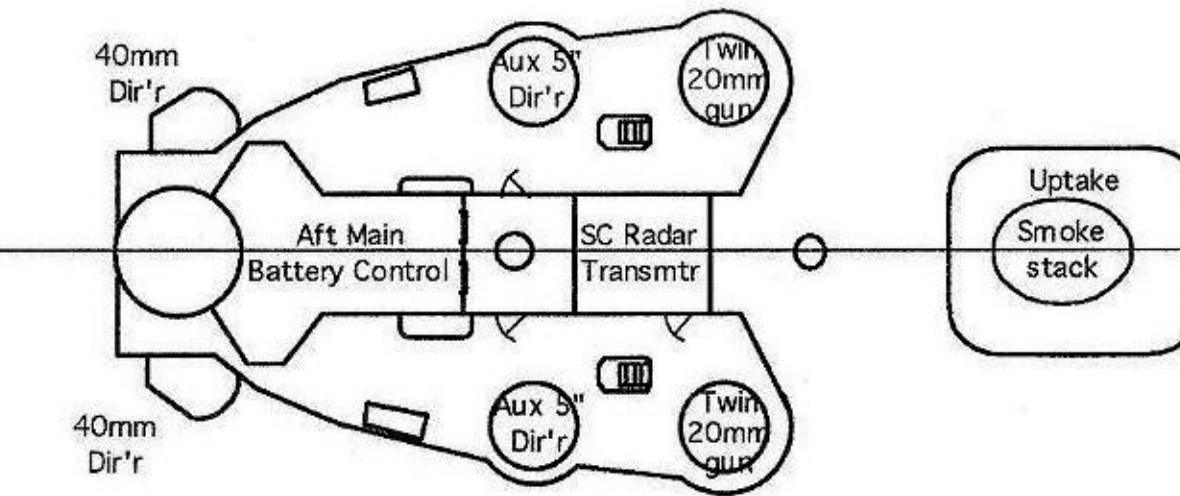 40mm
Dir'r
Aux 5"
Dir'r
Twin
20mm
gun
Uptake
Smoke
stack
Aft Main
Battery Control
SC Radar
Transmtr
40mm
Dir'r
Aux 5"
Dir'r
Twin
20mm
gun